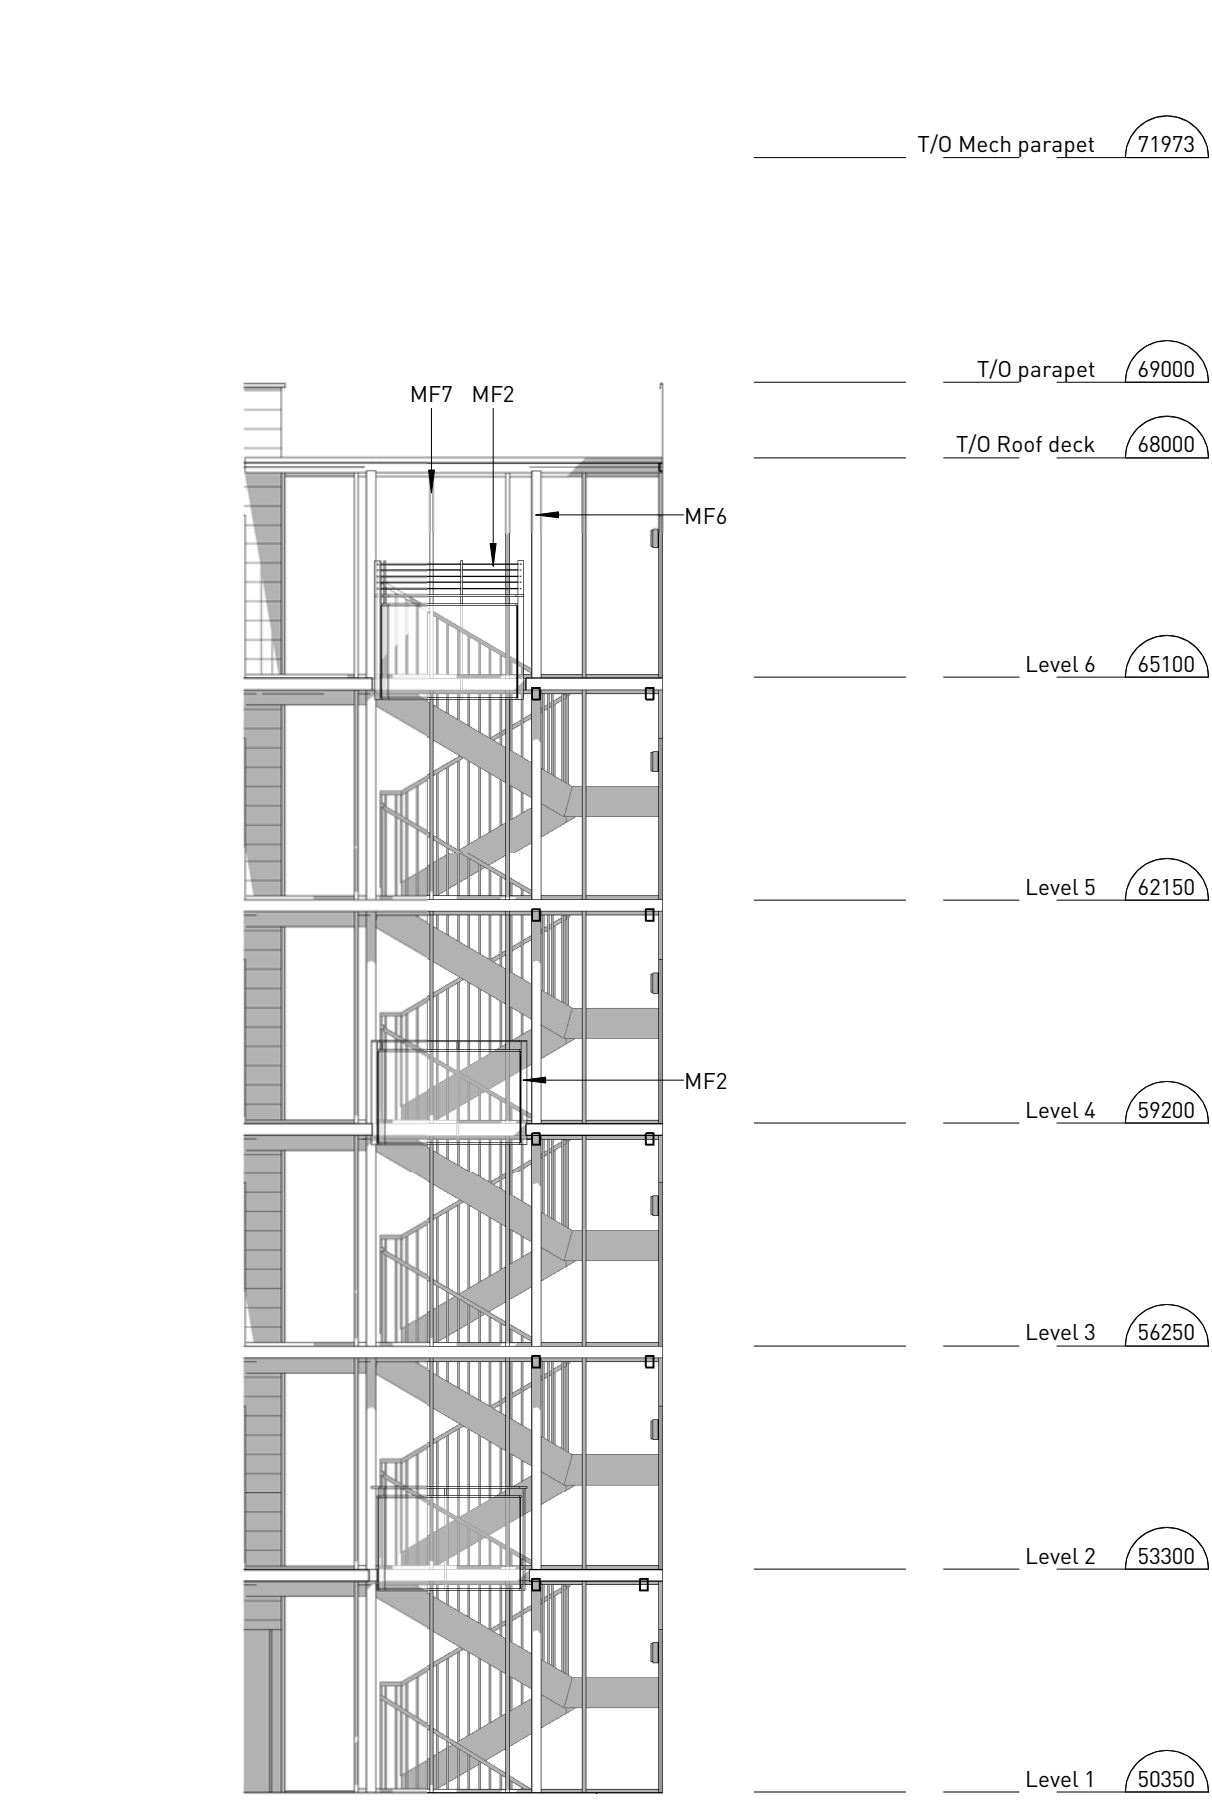 T/O Mech parapet 71973
T/O parapet 69000
MF7 MF2
T/O Roof deck 68000
MF6
Level 6 65100
Level 5 62150
MF2
Level 4 59200
Level 3 56250
Level 2 53300
Level 1 50350